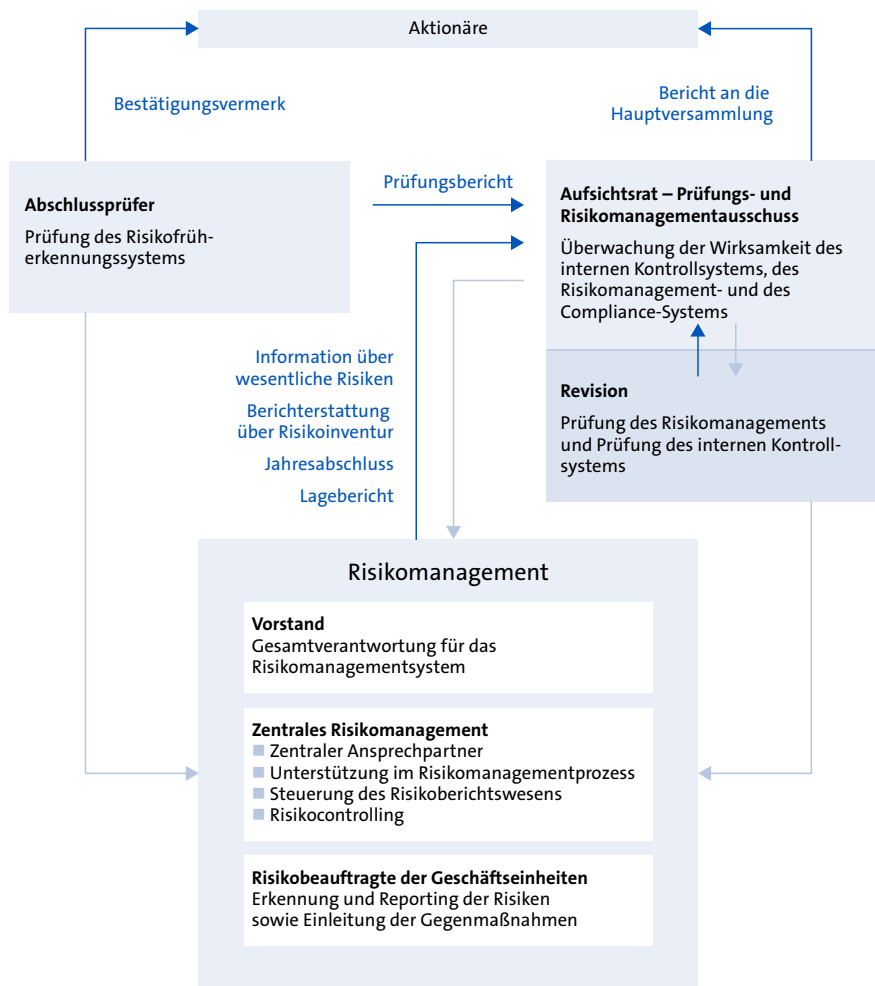 Aktionäre
Bestätigungsvermerk
Bericht an die
Hauptversammlung
Abschlussprüfer
Prüfung des Risikofrüh-
erkennungssystems
Prüfungsbericht
Aufsichtsrat – Prüfungs- und
Risikomanagementausschuss
Überwachung der Wirksamkeit des
internen Kontrollsystems, des
Risikomanagement- und des
Compliance-Systems
Information über
wesentliche Risiken
Berichterstattung
über Risikoinventur
Jahresabschluss
Lagebericht
Revision
Prüfung des Risikomanagements
und Prüfung des internen Kontroll-
systems
Risikomanagement
Vorstand
Gesamtverantwortung für das
Risikomanagementsystem
Zentrales Risikomanagement
Zentraler Ansprechpartner
Unterstützung im Risikomanagementprozess
Steuerung des Risikoberichtswesens
Risikocontrolling
Risikobeauftragte der Geschäftseinheiten
Erkennung und Reporting der Risiken
sowie Einleitung der Gegenmaßnahmen